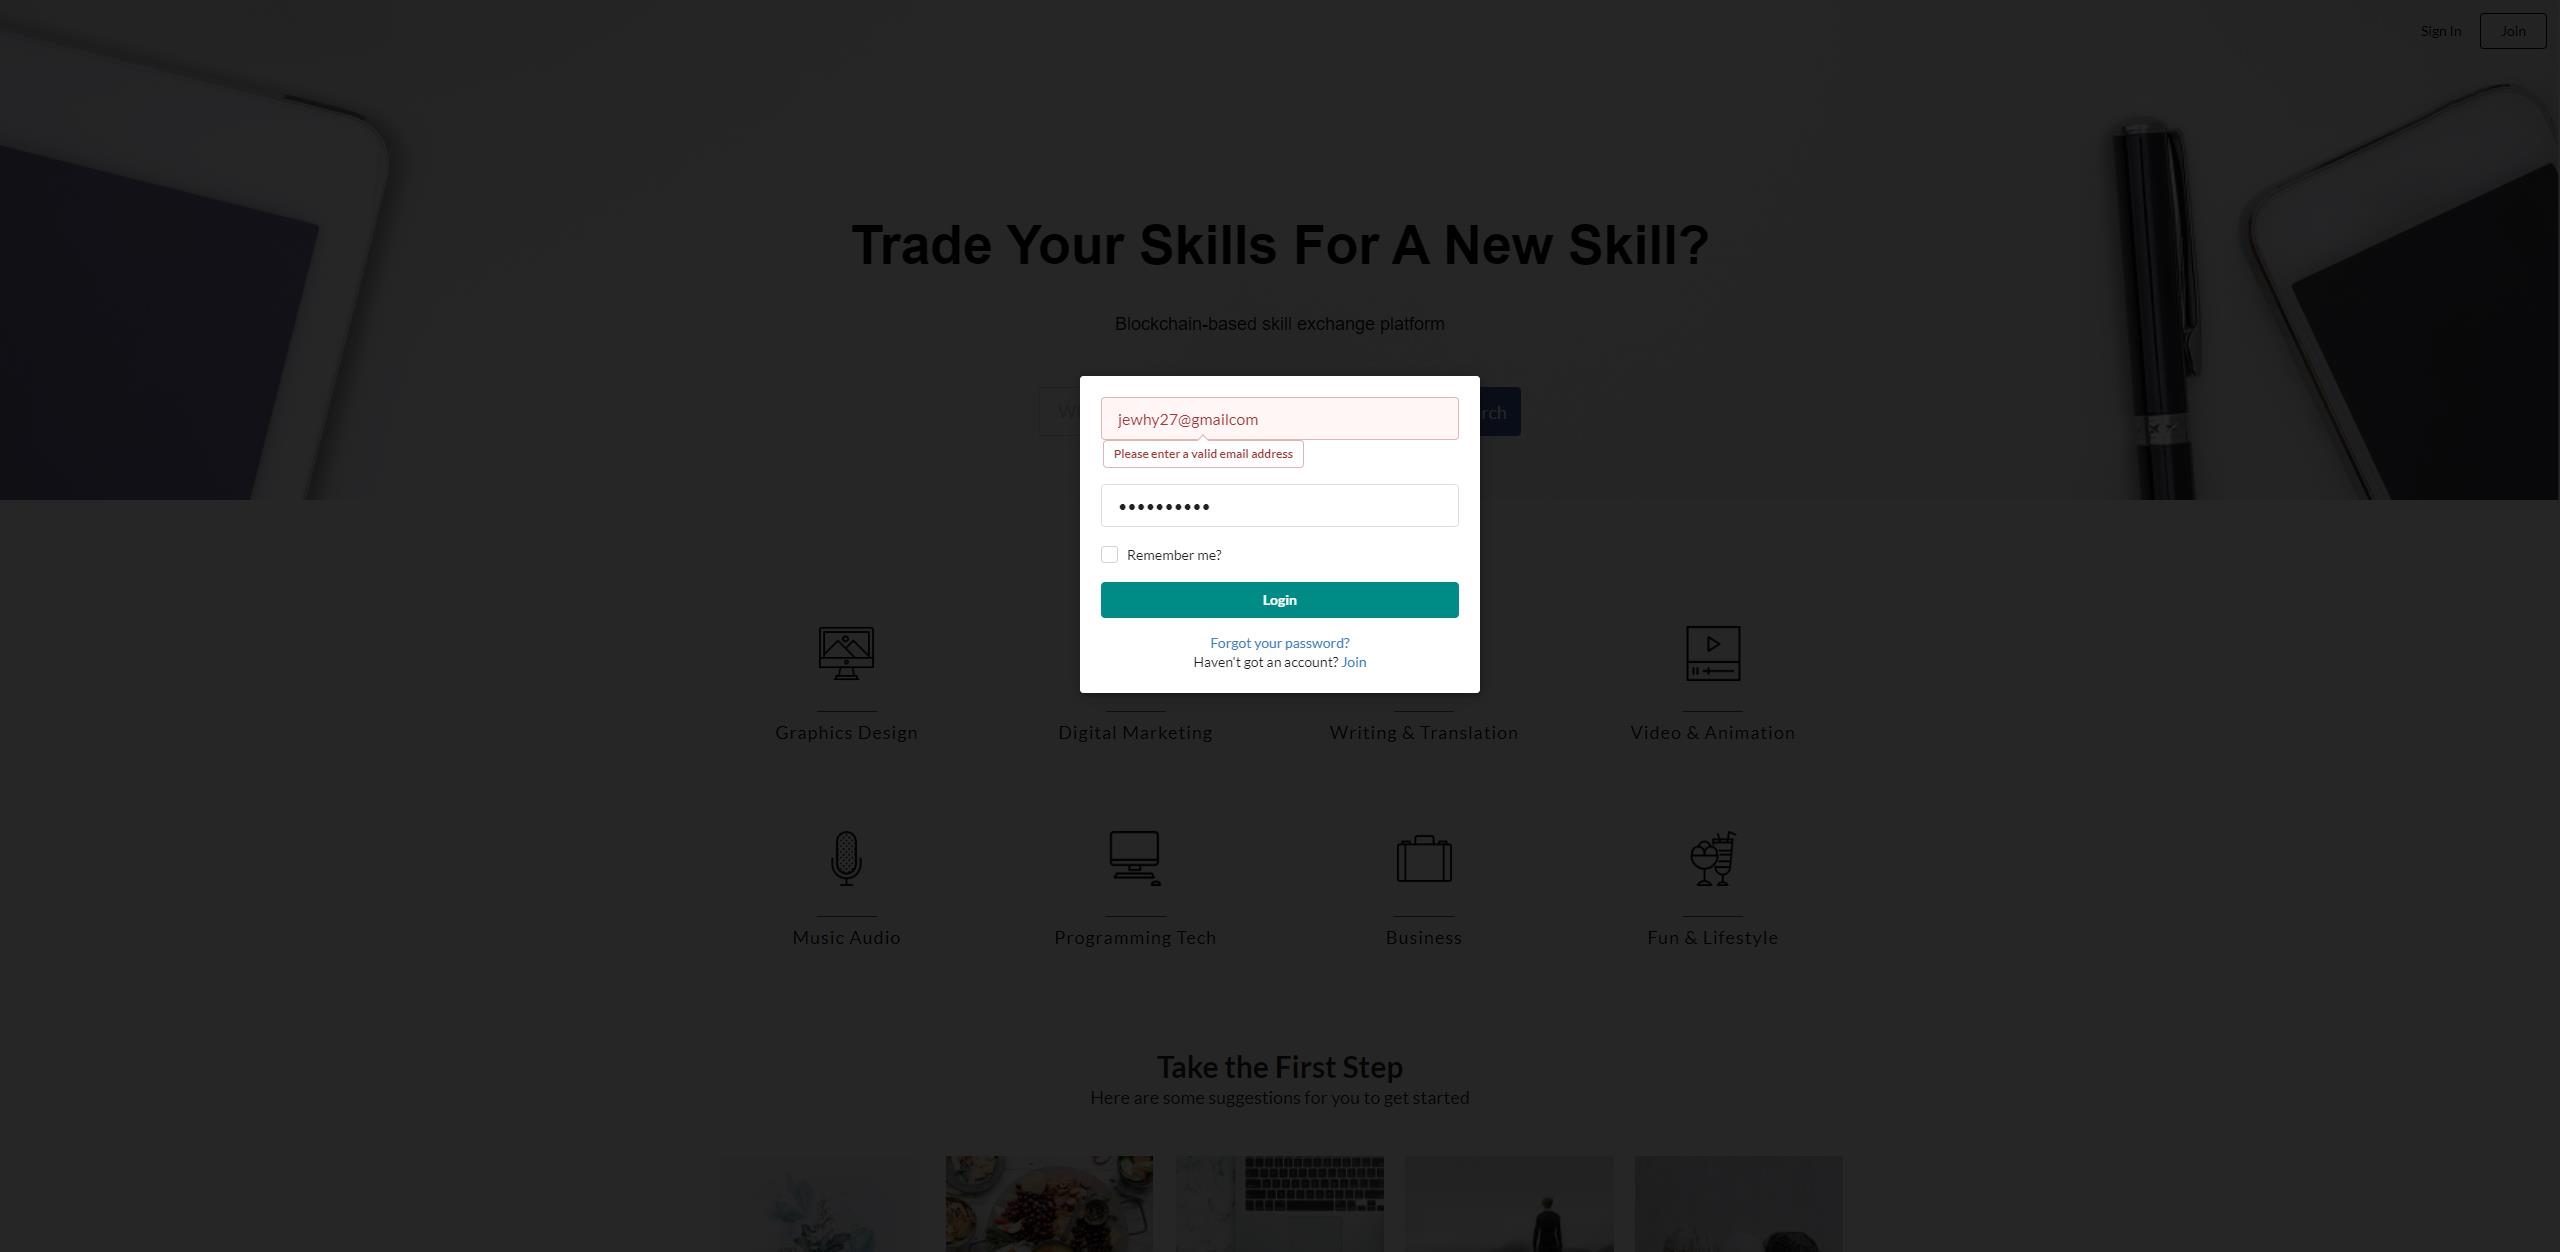 Sign In
Join
Trade Your Skills For A New Skill?
Blockchain-based skill exchange platform
jewhy27@gmailcom
Please enter a valid email address
••••••••••
Remember me?
Login
Forgot your password?
Haven't got an account? Join
Graphics Design
Digital Marketing
Writing & Translation
Video & Animation
Music Audio
Programming Tech
Business
Fun & Lifestyle
Take the First Step
Here are some suggestions for you to get started